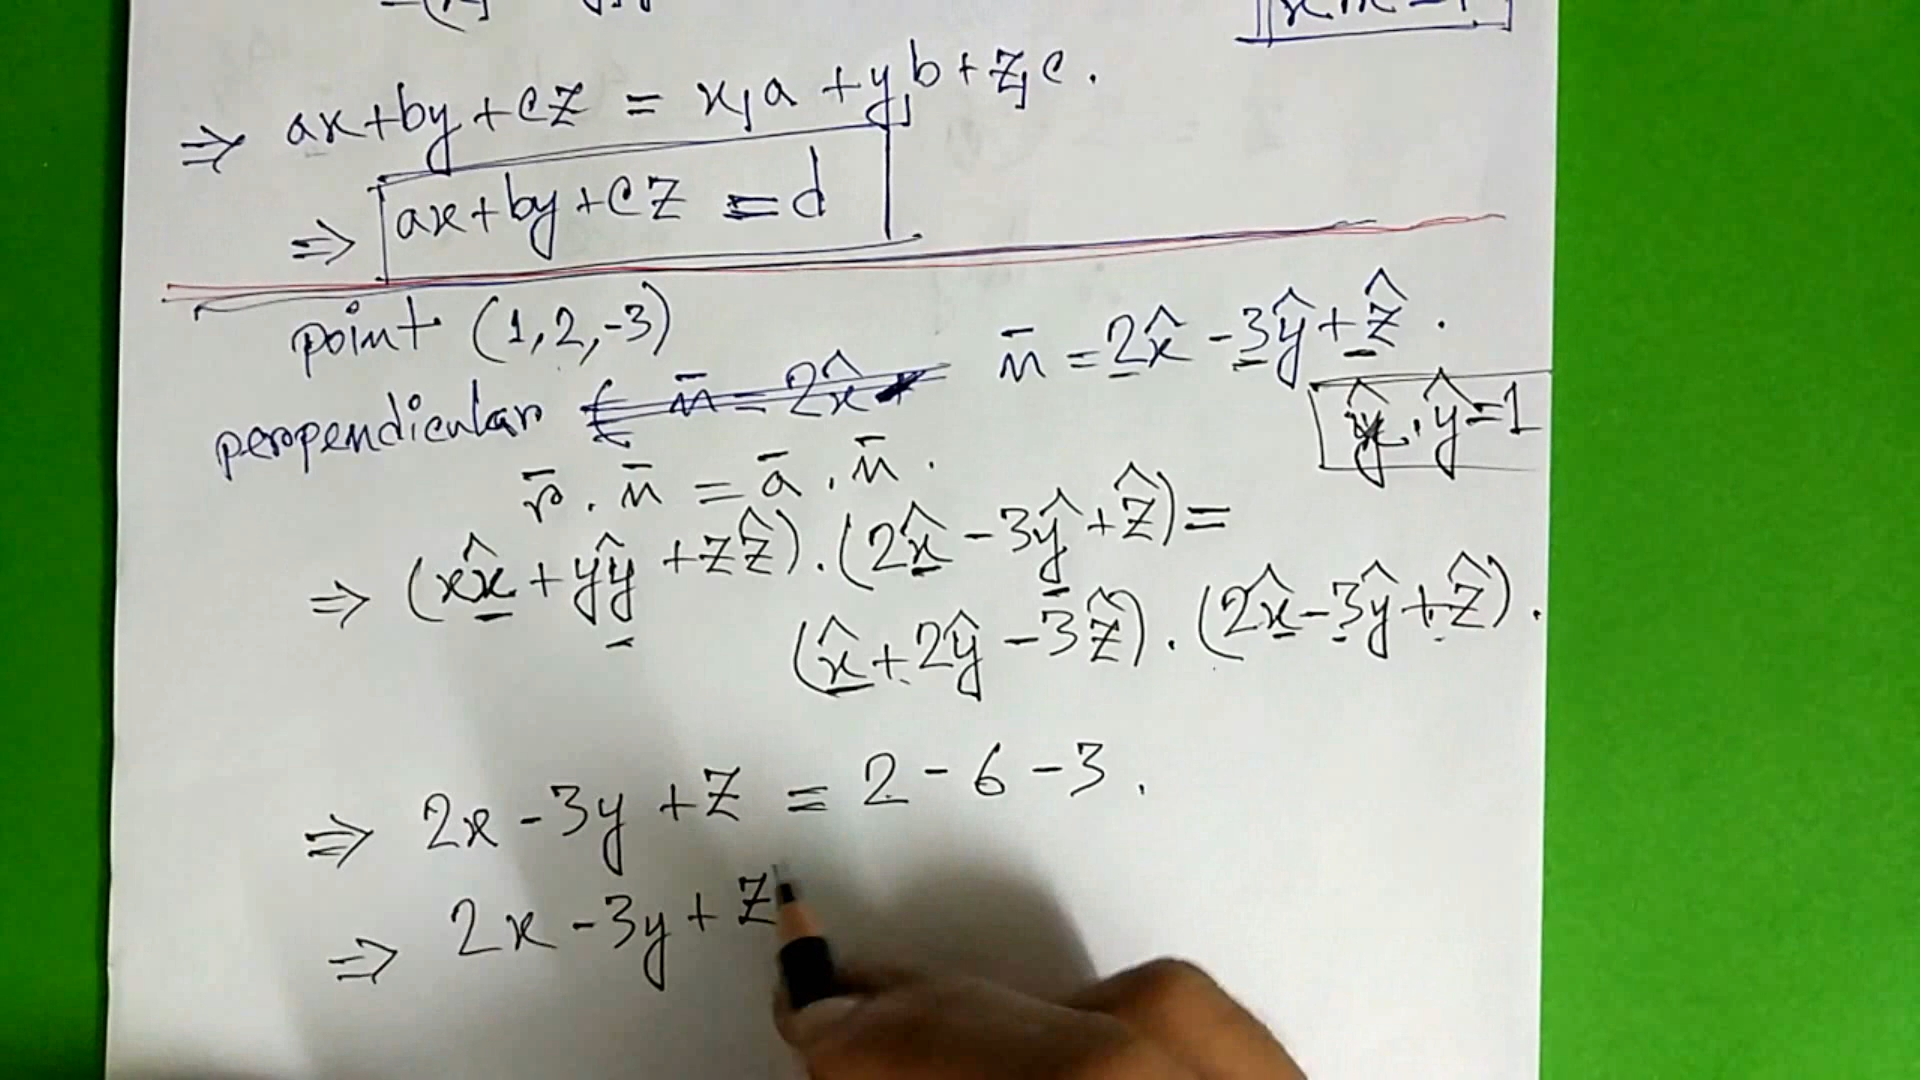 ⇒ ax+by+cz = x₁a + y₁b + z₁c.
⇒ ax+by+cz = d
point (1,2,-3)
n̄ = 2x̂ - 3ŷ + ẑ.
perpendicular
ŷ.ŷ=1
r̄ . n̄ = ā . n̄.
⇒ (xx̂ + yŷ + zẑ).(2x̂ - 3ŷ + ẑ) =
(x̂ + 2ŷ - 3ẑ).(2x̂ - 3ŷ + ẑ).
⇒ 2x - 3y + z = 2 - 6 - 3.
⇒ 2x - 3y + z